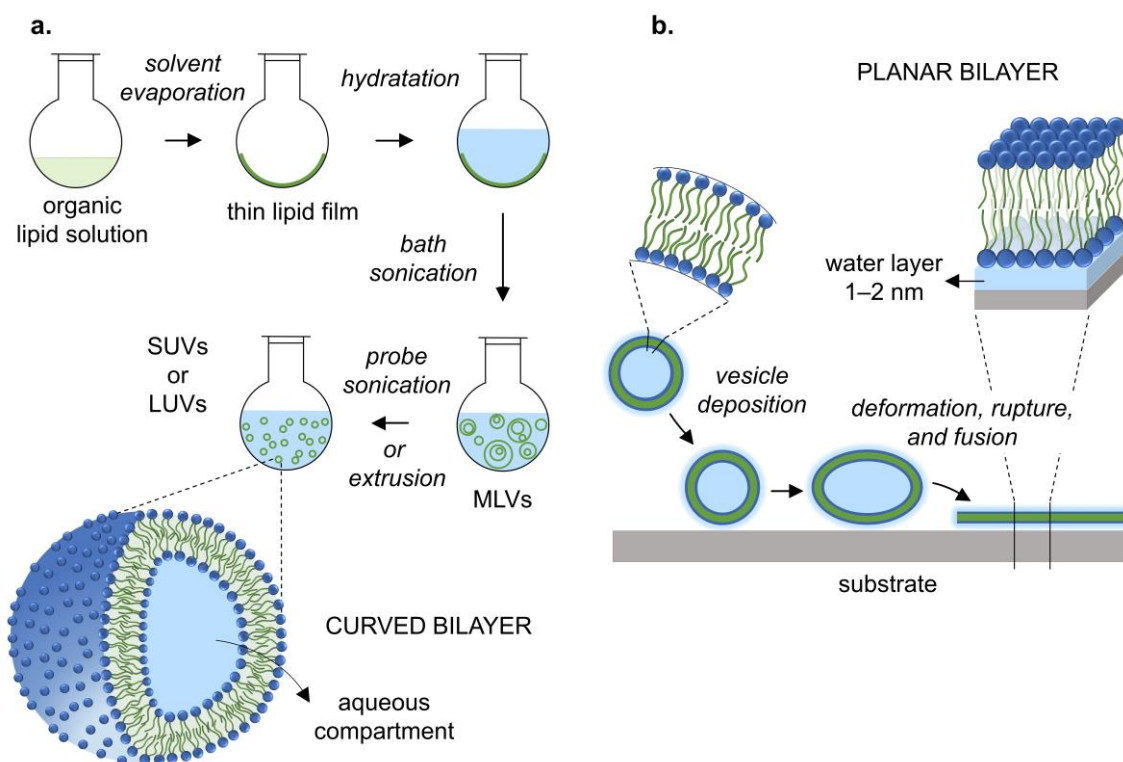 a.
solvent
evaporation
hydratation
organic
lipid solution
thin lipid film
bath
sonication
SUVs
or
LUVs
probe
sonication
or
extrusion
MLVs
CURVED BILAYER
aqueous
compartment
b.
PLANAR BILAYER
water layer
1–2 nm
vesicle
deposition
deformation, rupture,
and fusion
substrate